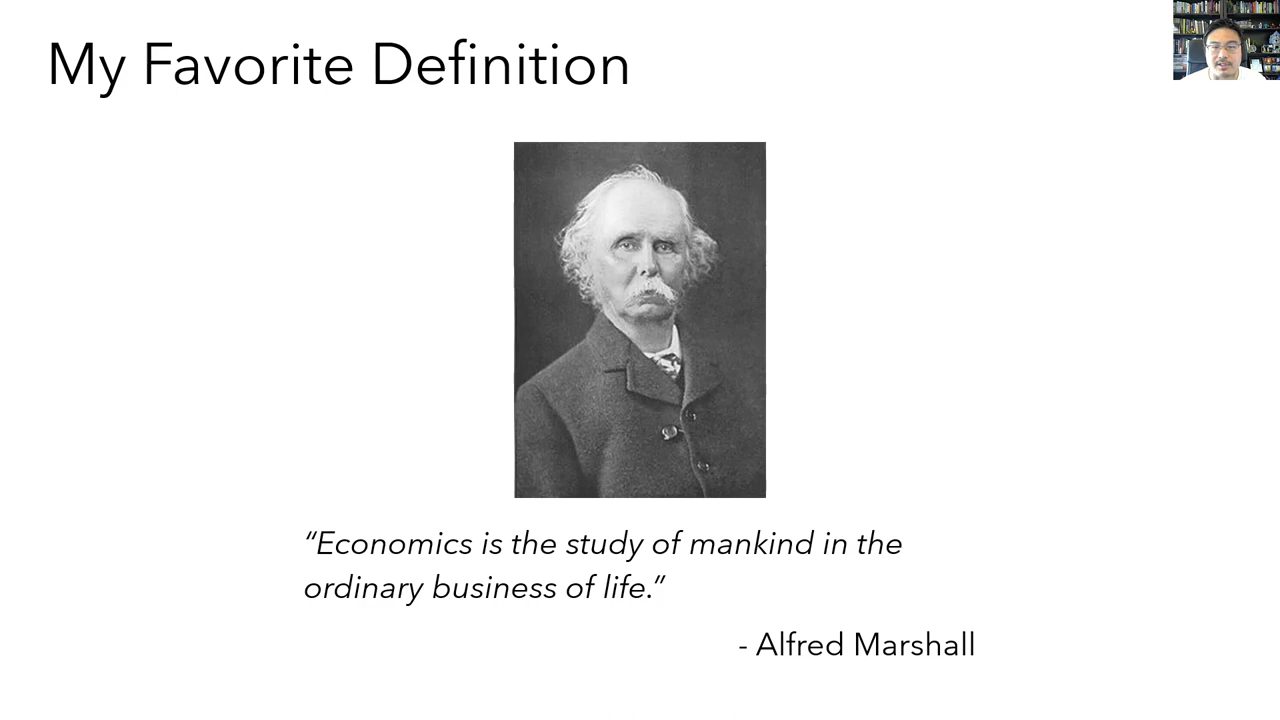 My Favorite Definition
“Economics is the study of mankind in the
ordinary business of life.”
- Alfred Marshall